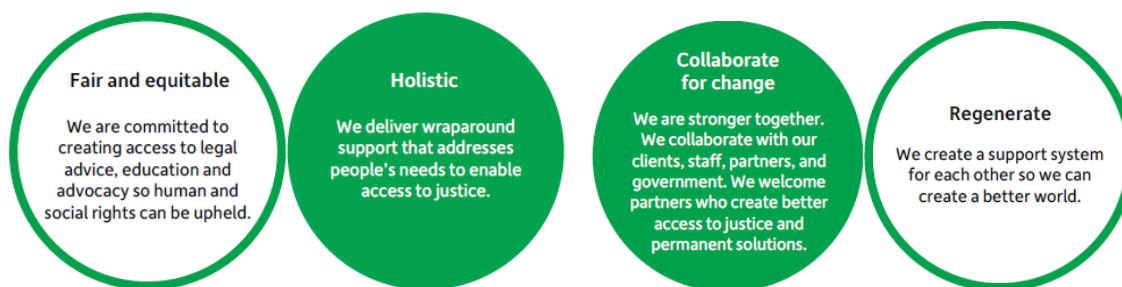 Fair and equitable
We are committed to
creating access to legal
advice, education and
advocacy so human and
social rights can be upheld.
Holistic
We deliver wraparound
support that addresses
people's needs to enable
access to justice.
Collaborate
for change
We are stronger together.
We collaborate with our
clients, staff, partners, and
government. We welcome
partners who create better
access to justice and
permanent solutions.
Regenerate
We create a support system
for each other so we can
create a better world.